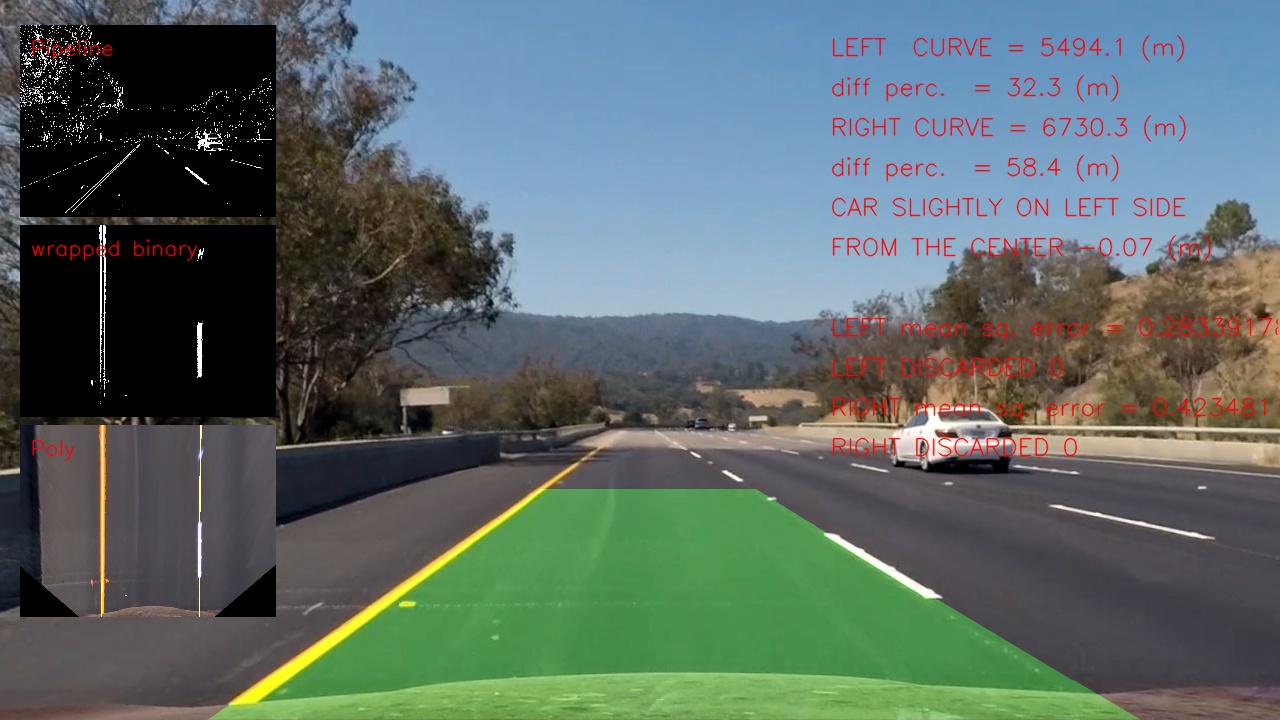 Pipeline
wrapped binary
Poly
LEFT CURVE = 5494.1 (m)
diff perc. = 32.3 (m)
RIGHT CURVE = 6730.3 (m)
diff perc. = 58.4 (m)
CAR SLIGHTLY ON LEFT SIDE
FROM THE CENTER -0.07 (m)
LEFT mean sq. error = 0.2833917
LEFT DISCARDED 0
RIGHT mean sq. error = 0.423481
RIGHT DISCARDED 0